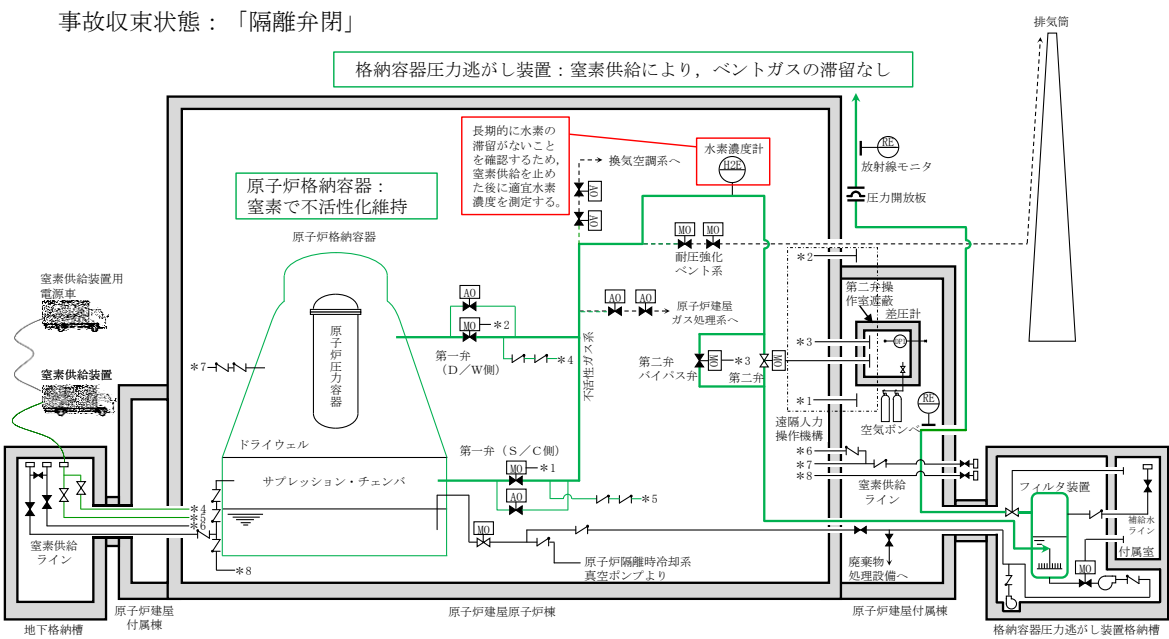 事故収束状態：「隔離弁閉」
排気筒
格納容器圧力逃がし装置：窒素供給により，ベントガスの滞留なし
長期的に水素の
滞留がないこと
を確認するため，
窒素供給を止め
た後に適宜水素
濃度を測定する。
水素濃度計
H2E
換気空調系へ
AO
AO
RE
放射線モニタ
圧力開放板
原子炉格納容器：
窒素で不活性化維持
原子炉格納容器
MO
MO
耐圧強化
ベント系
＊2
第二弁操
作室遮蔽
差圧計
DPI
窒素供給装置用
電源車
窒素供給装置
AO
MO
＊2
＊4
第一弁
（D／W側）
AO
AO
原子炉建屋
ガス処理系へ
不活性ガス系
原子炉圧力容器
＊7
MO
＊3
第二弁
バイパス弁
第二弁
MO
＊3
＊1
遠隔人力
操作機構
空気ボンベ
RE
ドライウェル
サプレッション・チェンバ
第一弁（S／C側）
MO
＊1
AO
＊5
＊6
＊7
＊8
窒素供給
ライン
フィルタ装置
補給水
ライン
付属室
MO
＊4
＊5
＊6
＊8
窒素供給
ライン
MO
原子炉隔離時冷却系
真空ポンプより
廃棄物
処理設備へ
地下格納槽
原子炉建屋
付属棟
原子炉建屋原子炉棟
原子炉建屋付属棟
格納容器圧力逃がし装置格納槽